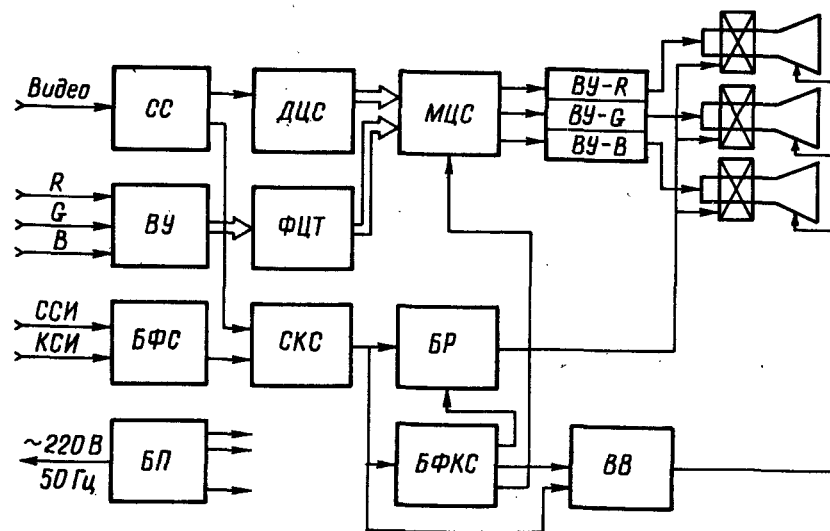 Видео
СС
ДЦС
МЦС
ВУ-R
ВУ-G
ВУ-B
R
G
B
ВУ
ФЦТ
ССИ
КСИ
БФС
СКС
БР
~220 В
50 Гц
БП
БФКС
ВВ